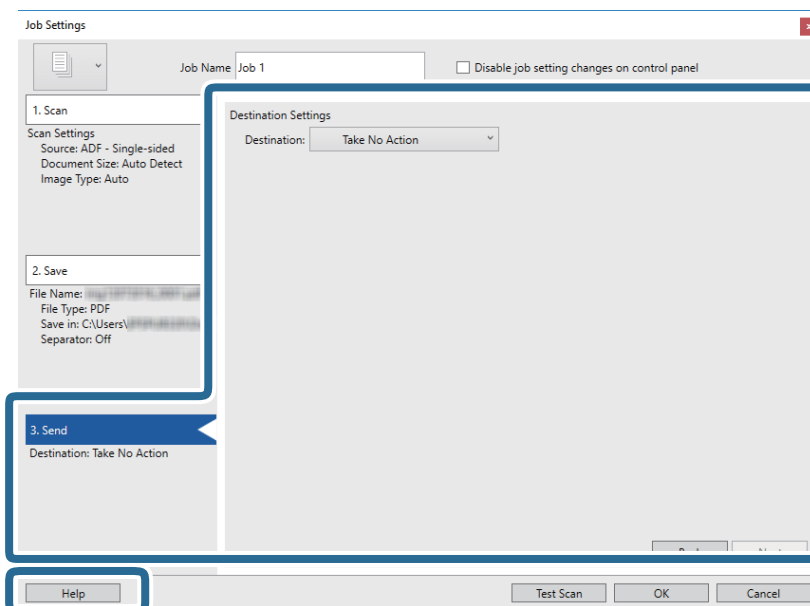 Job Settings
Job Name Job 1
Disable job setting changes on control panel
1. Scan
Scan Settings
Source: ADF - Single-sided
Document Size: Auto Detect
Image Type: Auto
2. Save
File Name:
File Type: PDF
Save in: C:\Users\
Separator: Off
3. Send
Destination: Take No Action
Destination Settings
Destination: Take No Action
Help
Test Scan
OK
Cancel